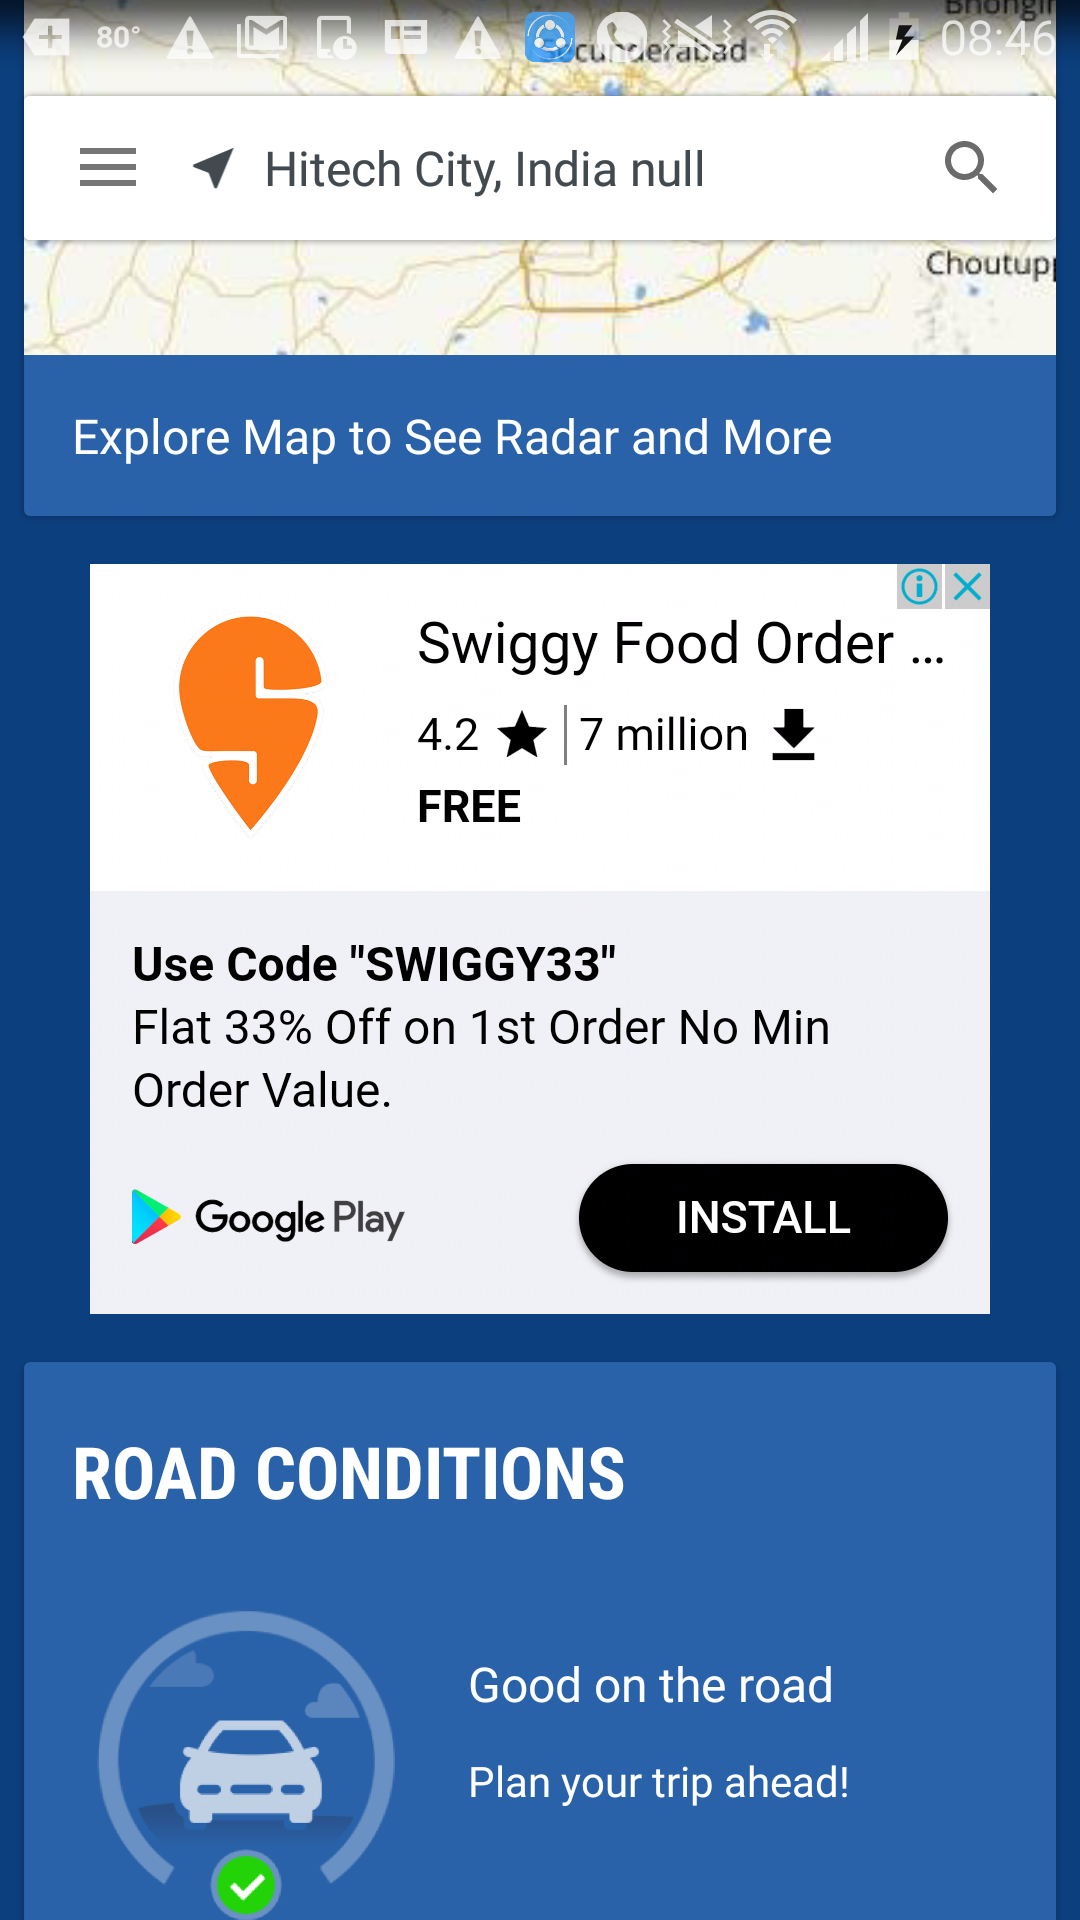 80°
08:46
Hitech City, India null
Explore Map to See Radar and More
Swiggy Food Order ...
4.2
7 million
FREE
Use Code "SWIGGY33"
Flat 33% Off on 1st Order No Min
Order Value.
Google Play
INSTALL
ROAD CONDITIONS
Good on the road
Plan your trip ahead!